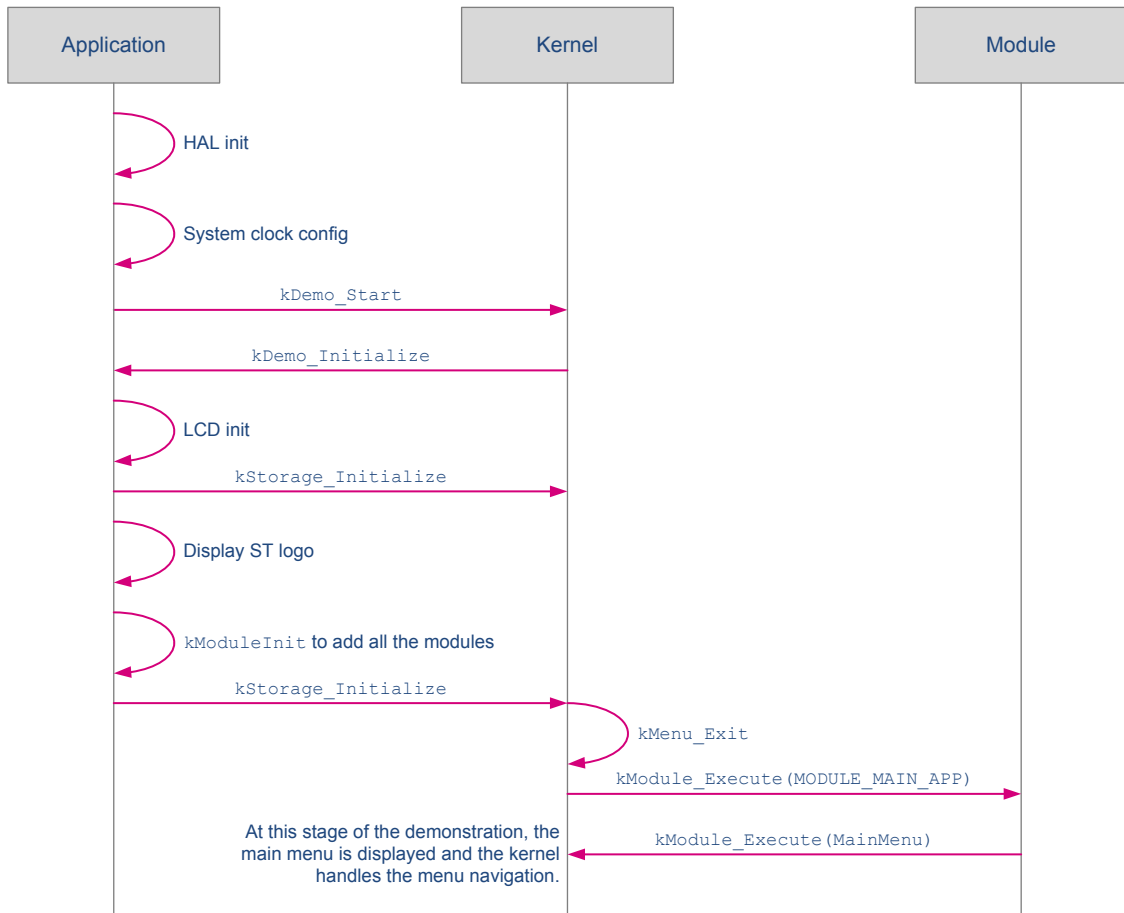 Application
Kernel
Module
HAL init
System clock config
kDemo_Start
kDemo_Initialize
LCD init
kStorage_Initialize
Display ST logo
kModuleInit to add all the modules
kStorage_Initialize
kMenu_Exit
kModule_Execute(MODULE_MAIN_APP)
At this stage of the demonstration, the
main menu is displayed and the kernel
handles the menu navigation.
kModule_Execute(MainMenu)